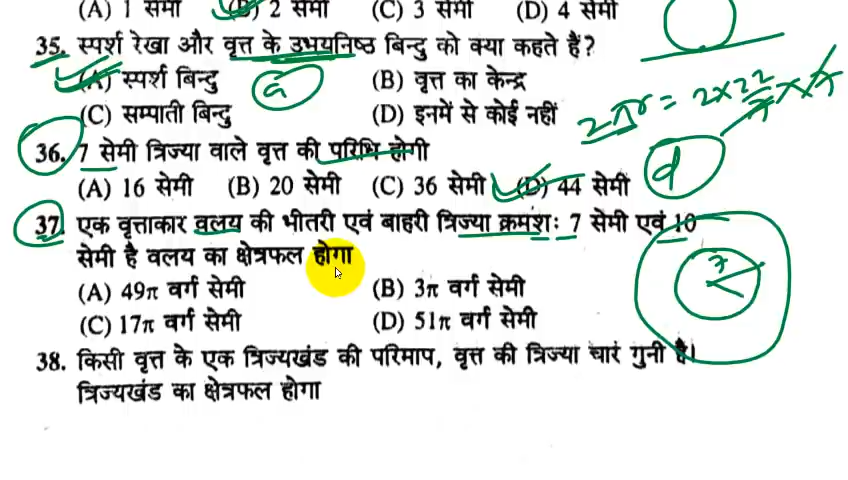 (A) 1 सेमी (B) 2 सेमी (C) 3 सेमी (D) 4 सेमी
35. स्पर्श रेखा और वृत्त के उभयनिष्ठ बिन्दु को क्या कहते हैं?
(A) स्पर्श बिन्दु (B) वृत्त का केन्द्र
a
(C) सम्पाती बिन्दु (D) इनमें से कोई नहीं
2πr = 2×22/7×7
36. 7 सेमी त्रिज्या वाले वृत्त की परिधि होगी
(A) 16 सेमी (B) 20 सेमी (C) 36 सेमी (D) 44 सेमी
d
37. एक वृत्ताकार वलय की भीतरी एवं बाहरी त्रिज्या क्रमशः 7 सेमी एवं 10
सेमी है वलय का क्षेत्रफल होगा
7
(A) 49π वर्ग सेमी (B) 3π वर्ग सेमी
(C) 17π वर्ग सेमी (D) 51π वर्ग सेमी
38. किसी वृत्त के एक त्रिज्यखंड की परिमाप, वृत्त की त्रिज्या चारं गुनी है।
त्रिज्यखंड का क्षेत्रफल होगा